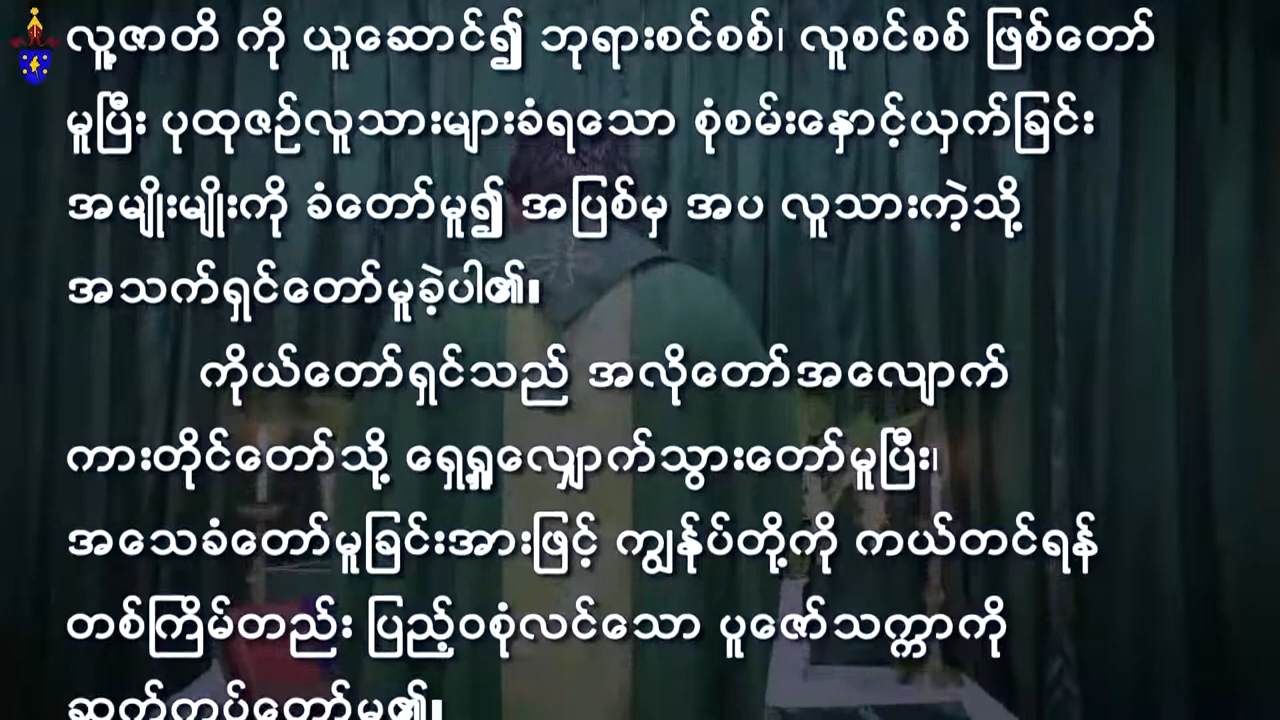 လူ့ဇာတိ ကို ယူဆောင်၍ ဘုရားစင်စစ်၊ လူစင်စစ် ဖြစ်တော်
မူပြီး ပုထုဇဉ်လူသားများခံရသော စုံစမ်းနှောင့်ယှက်ခြင်း
အမျိုးမျိုးကို ခံတော်မူ၍ အပြစ်မှ အပ လူသားကဲ့သို့
အသက်ရှင်တော်မူခဲ့ပါ၏။
ကိုယ်တော်ရှင်သည် အလိုတော်အလျောက်
ကားတိုင်တော်သို့ ရှေ့ရှူလျှောက်သွားတော်မူပြီး၊
အသေခံတော်မူခြင်းအားဖြင့် ကျွန်ုပ်တို့ကို ကယ်တင်ရန်
တစ်ကြိမ်တည်း ပြည့်ဝစုံလင်သော ပူဇော်သက္ကာကို
ဆက်ကပ်တော်မူ၏။